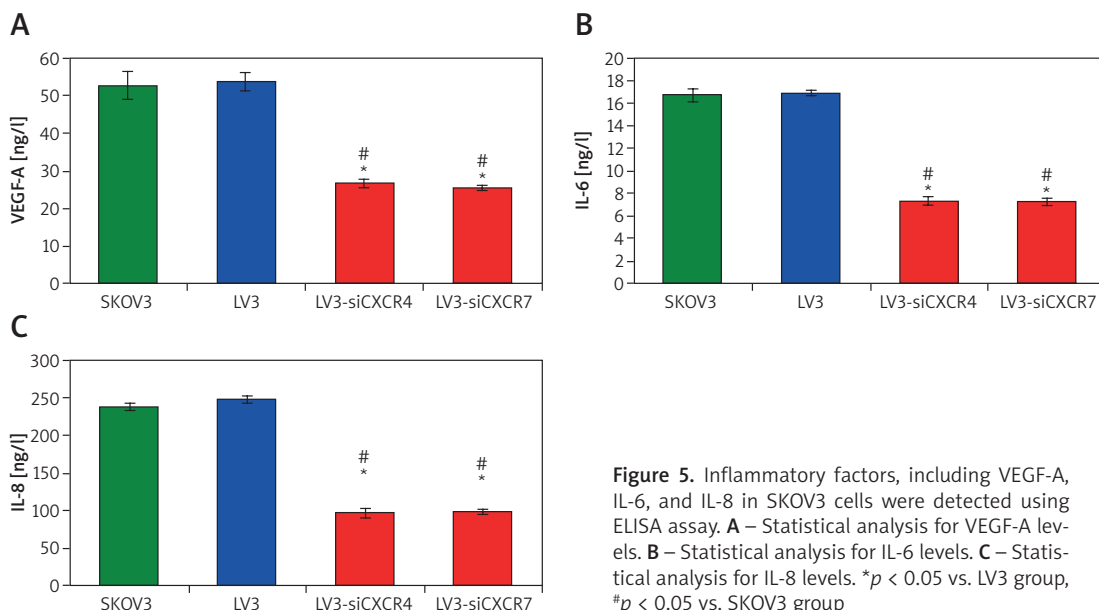 A
VEGF-A [ng/l]
60
50
40
30
20
10
0
#
*
#
*
SKOV3 LV3 LV3-siCXCR4 LV3-siCXCR7
B
IL-6 [ng/l]
20
18
16
14
12
10
8
6
4
2
0
#
*
#
*
SKOV3 LV3 LV3-siCXCR4 LV3-siCXCR7
C
IL-8 [ng/l]
300
250
200
150
100
50
0
#
*
#
*
SKOV3 LV3 LV3-siCXCR4 LV3-siCXCR7
Figure 5. Inflammatory factors, including VEGF-A,
IL-6, and IL-8 in SKOV3 cells were detected using
ELISA assay. A – Statistical analysis for VEGF-A lev-
els. B – Statistical analysis for IL-6 levels. C – Statis-
tical analysis for IL-8 levels. *p < 0.05 vs. LV3 group,
#p < 0.05 vs. SKOV3 group